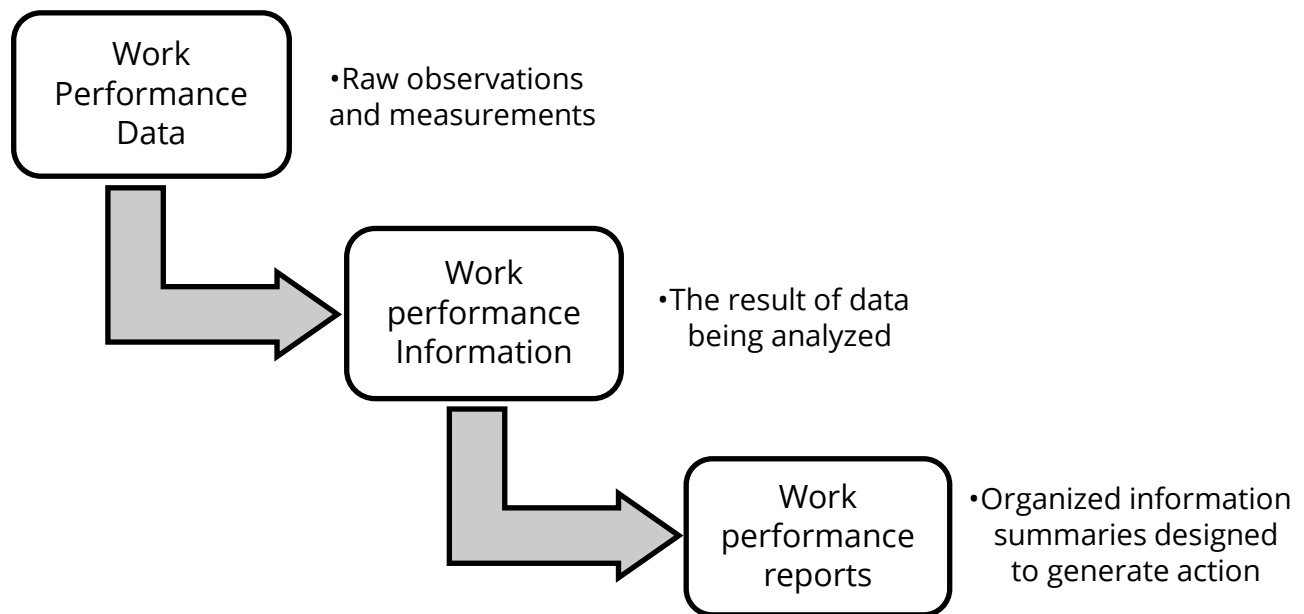 Work
Performance
Data
•Raw observations
and measurements
Work
performance
Information
•The result of data
being analyzed
Work
performance
reports
•Organized information
summaries designed
to generate action